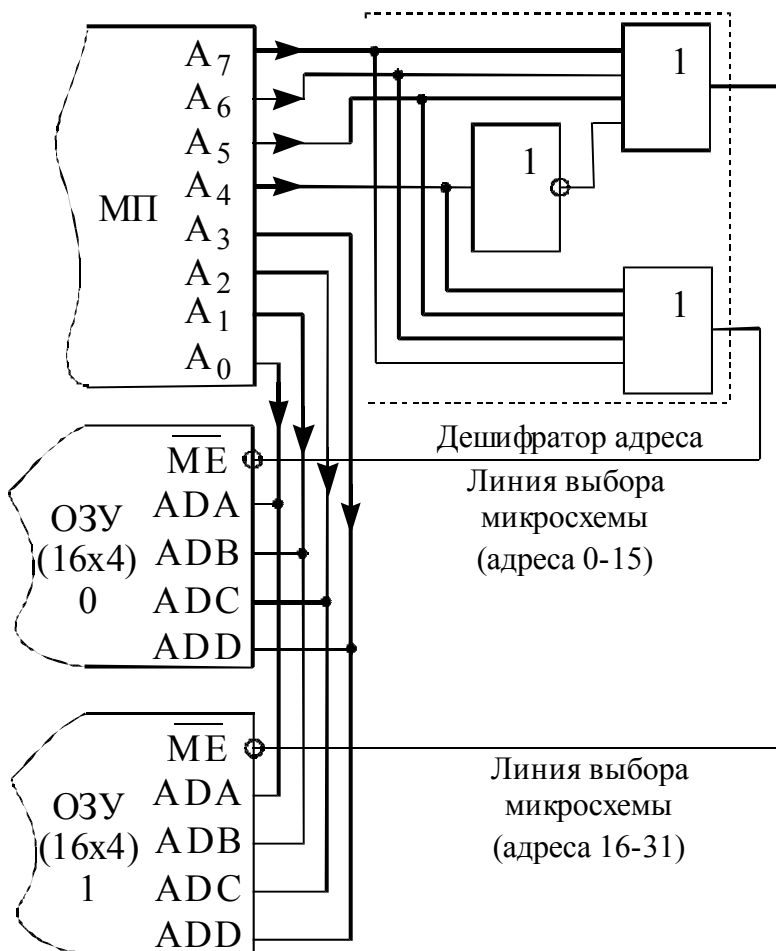 МП
A7
A6
A5
A4
A3
A2
A1
A0
1
1
1
Дешифратор адреса
Линия выбора
микросхемы
(адреса 0-15)
ОЗУ
(16x4)
0
ME
ADA
ADB
ADC
ADD
Линия выбора
микросхемы
(адреса 16-31)
ОЗУ
(16x4)
1
ME
ADA
ADB
ADC
ADD